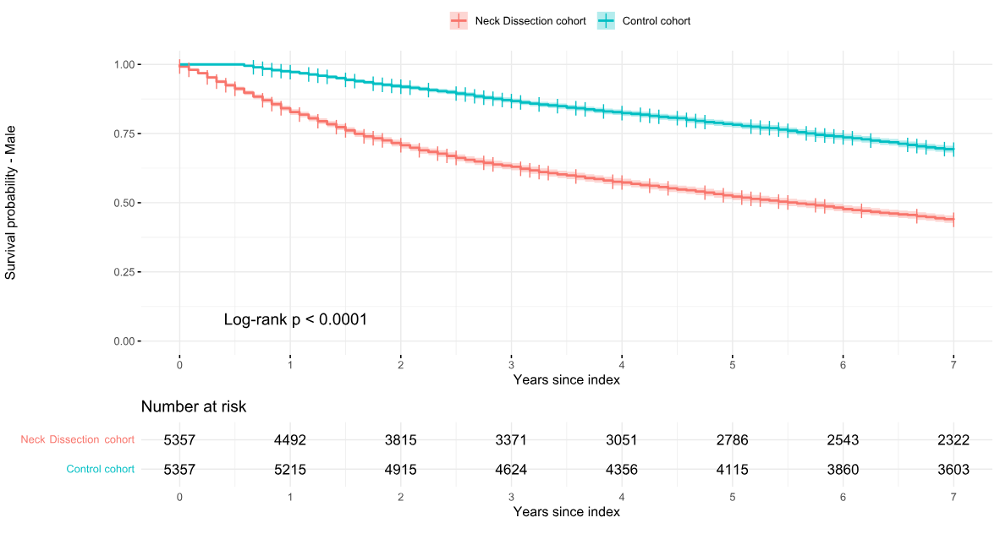 Neck Dissection cohort Control cohort
Survival probability - Male
1.00
0.75
0.50
0.25
0.00
Log-rank p < 0.0001
0 1 2 3 4 5 6 7
Years since index
Number at risk
Neck Dissection cohort 5357 4492 3815 3371 3051 2786 2543 2322
Control cohort 5357 5215 4915 4624 4356 4115 3860 3603
0 1 2 3 4 5 6 7
Years since index